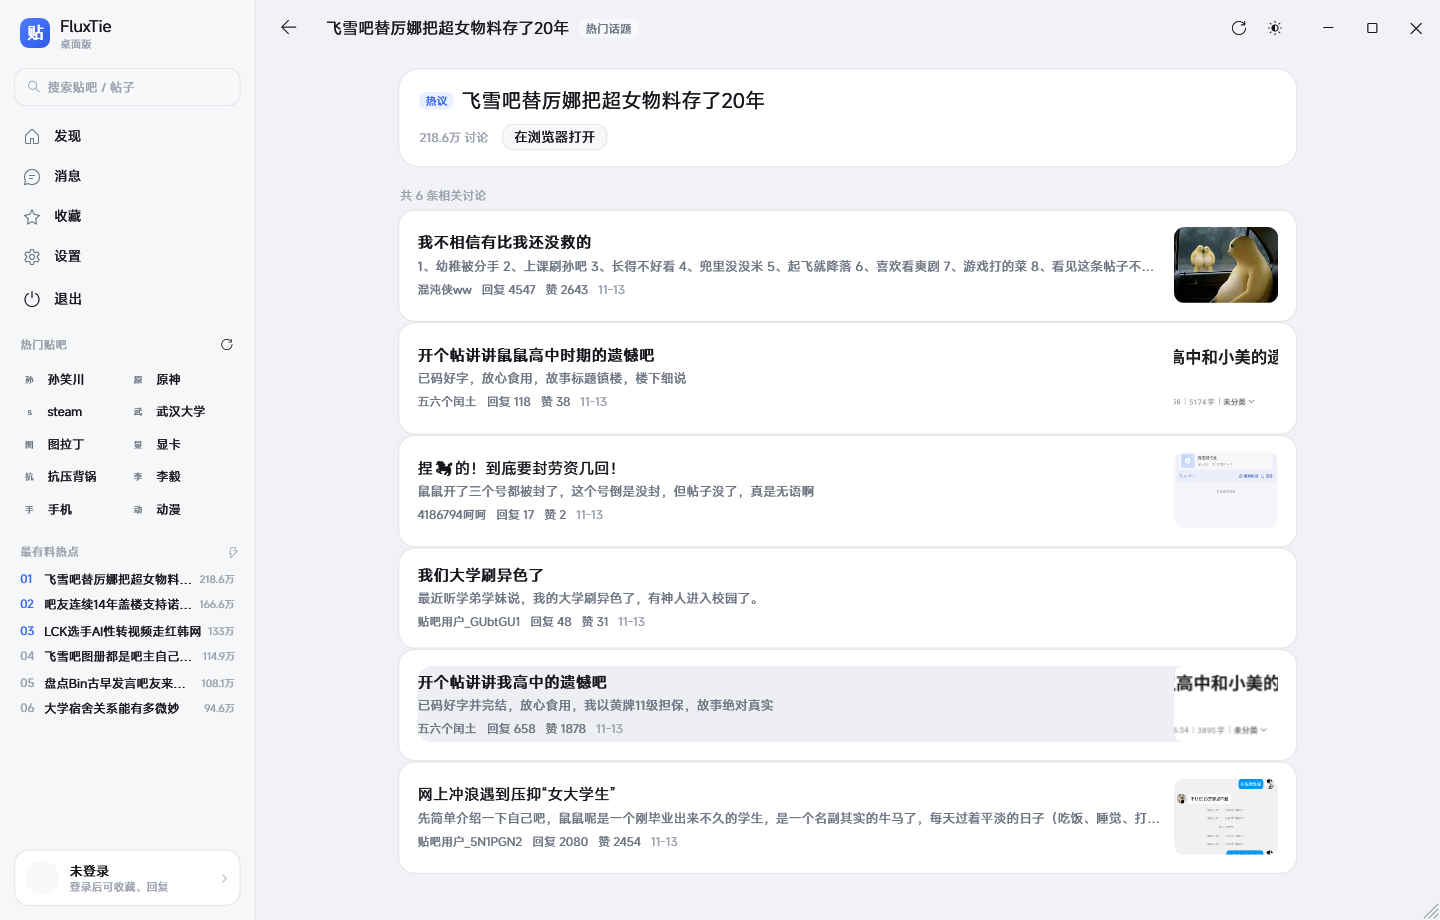 贴 FluxTie
桌面版
搜索贴吧 / 帖子
发现
消息
收藏
设置
退出
热门贴吧
孙 孙笑川 原 原神
s steam 武 武汉大学
图 图拉丁 显 显卡
抗 抗压背锅 李 李毅
手 手机 动 动漫
最有料热点
01 飞雪吧替厉娜把超女物料... 218.6万
02 吧友连续14年盖楼支持诺... 166.6万
03 LCK选手AI性转视频走红韩网 133万
04 飞雪吧图册都是吧主自己... 114.9万
05 盘点Bin古早发言吧友来... 108.1万
06 大学宿舍关系能有多微妙 94.6万
未登录
登录后可收藏、回复
飞雪吧替厉娜把超女物料存了20年 热门话题
热议 飞雪吧替厉娜把超女物料存了20年
218.6万 讨论 在浏览器打开
共 6 条相关讨论
我不相信有比我还没救的
1、幼稚被分手 2、上课刷孙吧 3、长得不好看 4、兜里没没米 5、起飞就降落 6、喜欢看爽剧 7、游戏打的菜 8、看见这条帖子不...
混沌侠ww 回复 4547 赞 2643 11-13
开个帖讲讲鼠鼠高中时期的遗憾吧
已码好字，放心食用，故事标题镇楼，楼下细说
五六个闰土 回复 118 赞 38 11-13
高中和小美的遗
56 | 5174 字 | 未分类
捏🐓的！到底要封劳资几回！
鼠鼠开了三个号都被封了，这个号倒是没封，但帖子没了，真是无语啊
4186794呵呵 回复 17 赞 2 11-13
我们大学刷异色了
最近听学弟学妹说，我的大学刷异色了，有神人进入校园了。
贴吧用户_GUbtGU1 回复 48 赞 31 11-13
开个帖讲讲我高中的遗憾吧
已码好字并完结，放心食用，我以黄牌11级担保，故事绝对真实
五六个闰土 回复 658 赞 1878 11-13
高中和小美的
6:34 | 3895 字 | 未分类
网上冲浪遇到压抑“女大学生”
先简单介绍一下自己吧，鼠鼠呢是一个刚毕业出来不久的学生，是一个名副其实的牛马了，每天过着平淡的日子（吃饭、睡觉、打...
贴吧用户_5N1PGN2 回复 2080 赞 2454 11-13